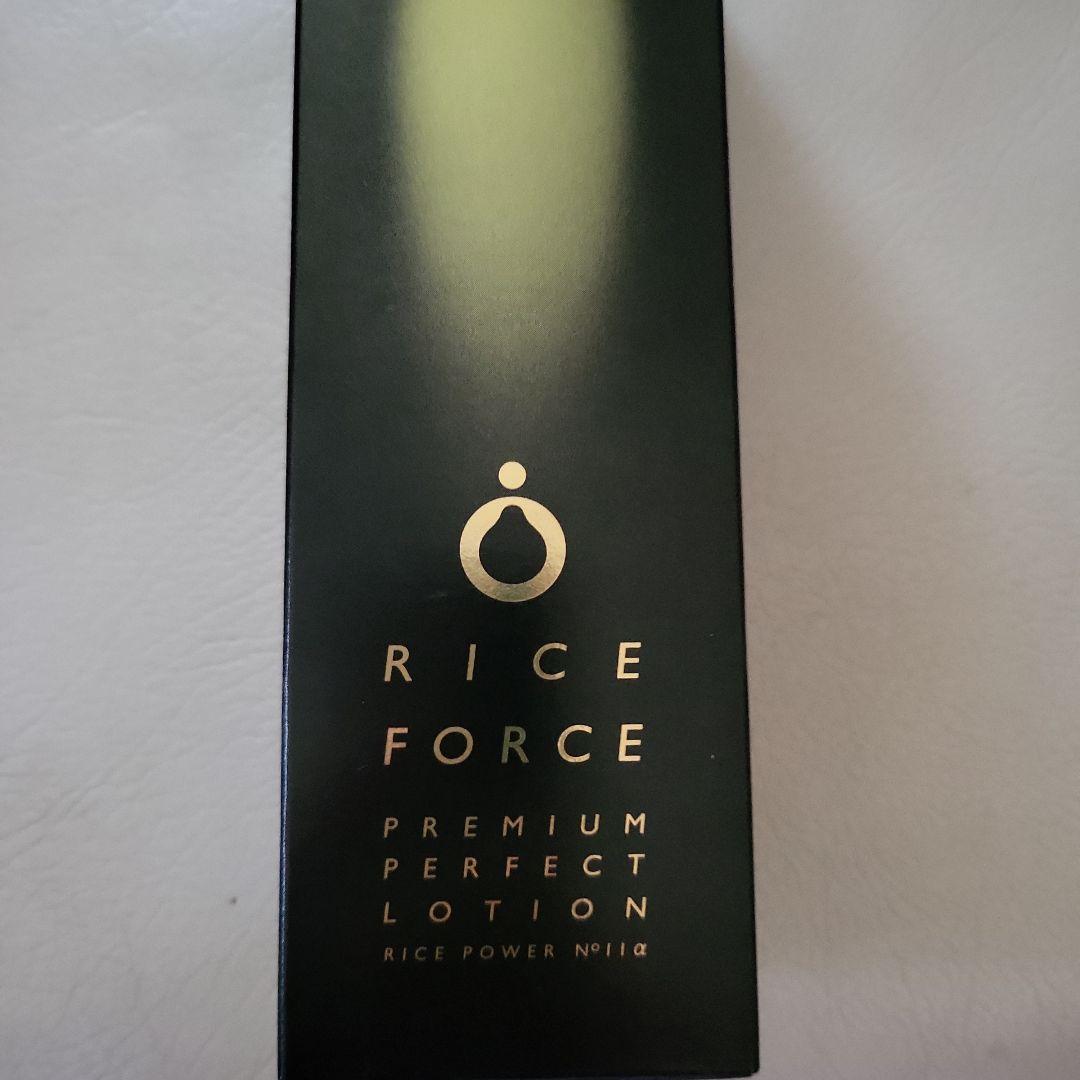 RICE
FORCE
PREMIUM
PERFECT
LOTION
RICE POWER Nº11α